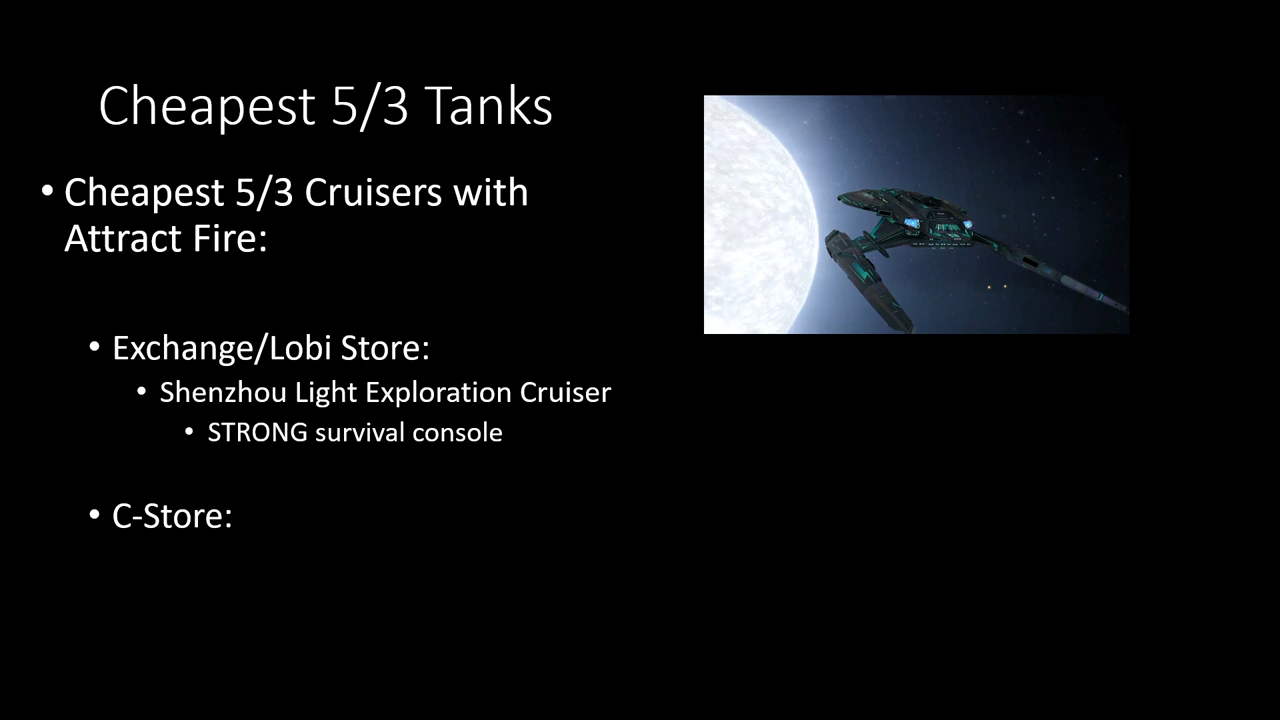 Cheapest 5/3 Tanks
• Cheapest 5/3 Cruisers with
Attract Fire:
• Exchange/Lobi Store:
• Shenzhou Light Exploration Cruiser
• STRONG survival console
• C-Store: